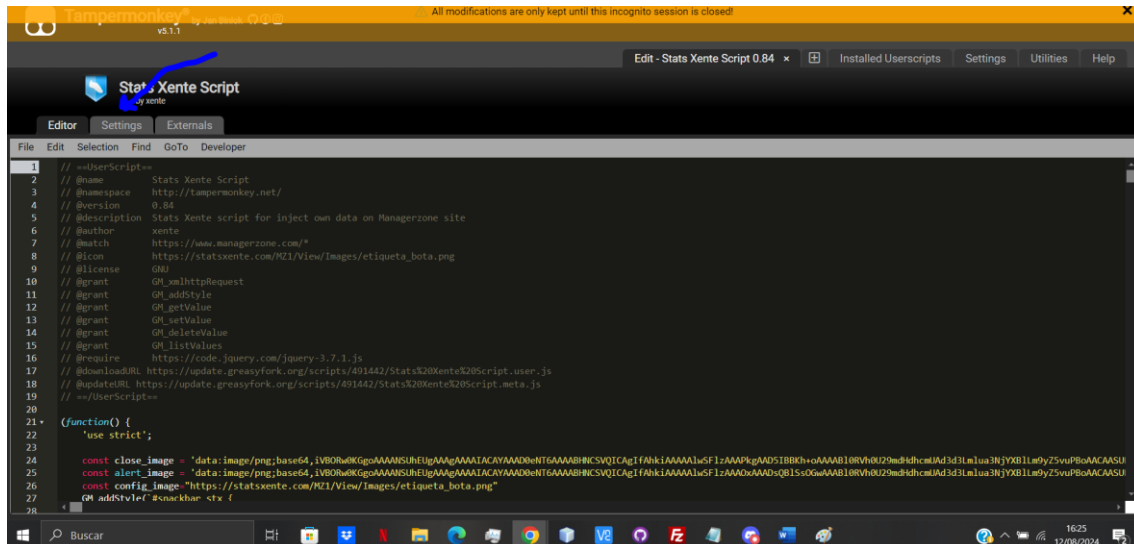 All modifications are only kept until this incognito session is closed!
Tampermonkey® by Jan Biniok
v5.1.1
Edit - Stats Xente Script 0.84 × Installed Userscripts Settings Utilities Help
Stats Xente Script
by xente
Editor Settings Externals
File Edit Selection Find GoTo Developer
1 // ==UserScript==
2 // @name Stats Xente Script
3 // @namespace http://tampermonkey.net/
4 // @version 0.84
5 // @description Stats Xente script for inject own data on Managerzone site
6 // @author xente
7 // @match https://www.managerzone.com/*
8 // @icon https://statsxente.com/MZ1/View/Images/etiqueta_bota.png
9 // @license GNU
10 // @grant GM_xmlhttpRequest
11 // @grant GM_addStyle
12 // @grant GM_getValue
13 // @grant GM_setValue
14 // @grant GM_deleteValue
15 // @grant GM_listValues
16 // @require https://code.jquery.com/jquery-3.7.1.js
17 // @downloadURL https://update.greasyfork.org/scripts/491442/Stats%20Xente%20Script.user.js
18 // @updateURL https://update.greasyfork.org/scripts/491442/Stats%20Xente%20Script.meta.js
19 // ==/UserScript==
20
21 (function() {
22 'use strict';
23
24 const close_image = 'data:image/png;base64,
25 const alert_image = 'data:image/png;base64,
26 const config_image="https://statsxente.com/MZ1/View/Images/etiqueta_bota.png"
27 GM_addStyle(`#snackbar_stx {
28
Buscar
16:25
12/08/2024